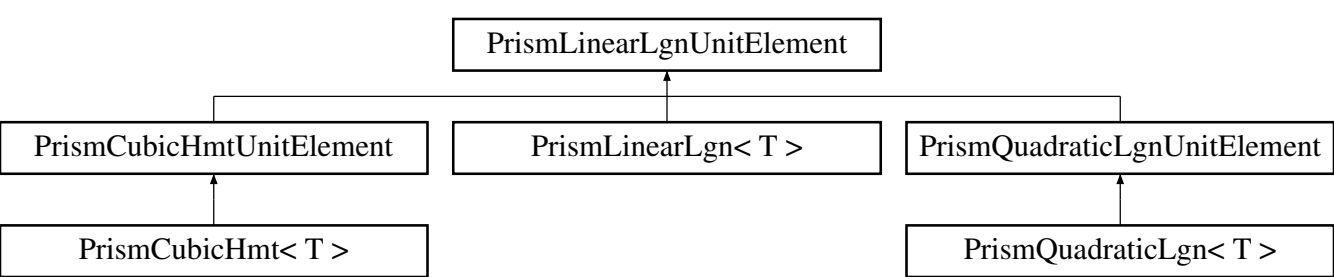 PrismLinearLgnUnitElement
PrismCubicHmtUnitElement
PrismLinearLgn< T >
PrismQuadraticLgnUnitElement
PrismCubicHmt< T >
PrismQuadraticLgn< T >